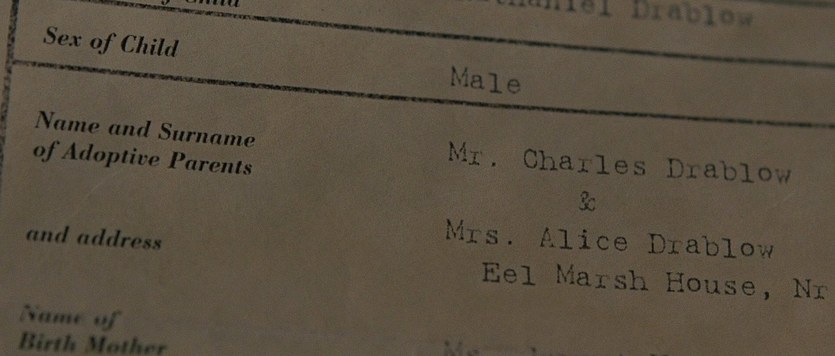 Drablow
Sex of Child
Male
Name and Surname
of Adoptive Parents
Mr. Charles Drablow
&
Mrs. Alice Drablow
and address
Eel Marsh House, Nr
Name of
Birth Mother